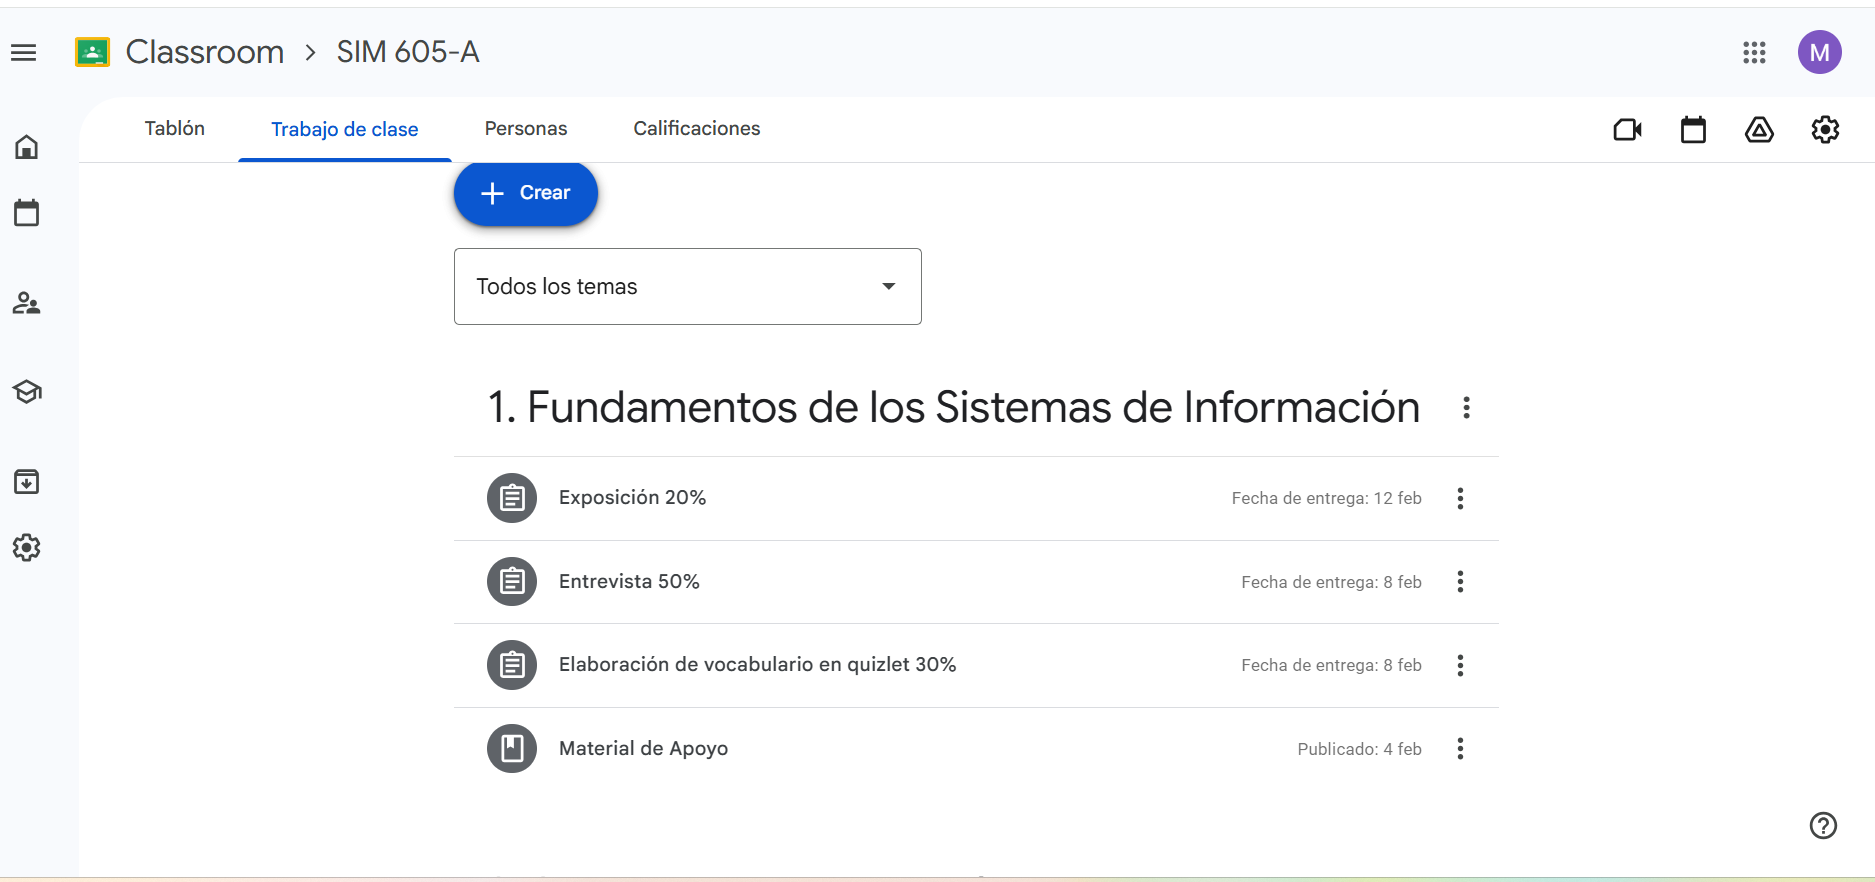 Classroom > SIM 605-A
M
Tablón
Trabajo de clase
Personas
Calificaciones
+ Crear
Todos los temas
1. Fundamentos de los Sistemas de Información
Exposición 20%
Fecha de entrega: 12 feb
Entrevista 50%
Fecha de entrega: 8 feb
Elaboración de vocabulario en quizlet 30%
Fecha de entrega: 8 feb
Material de Apoyo
Publicado: 4 feb